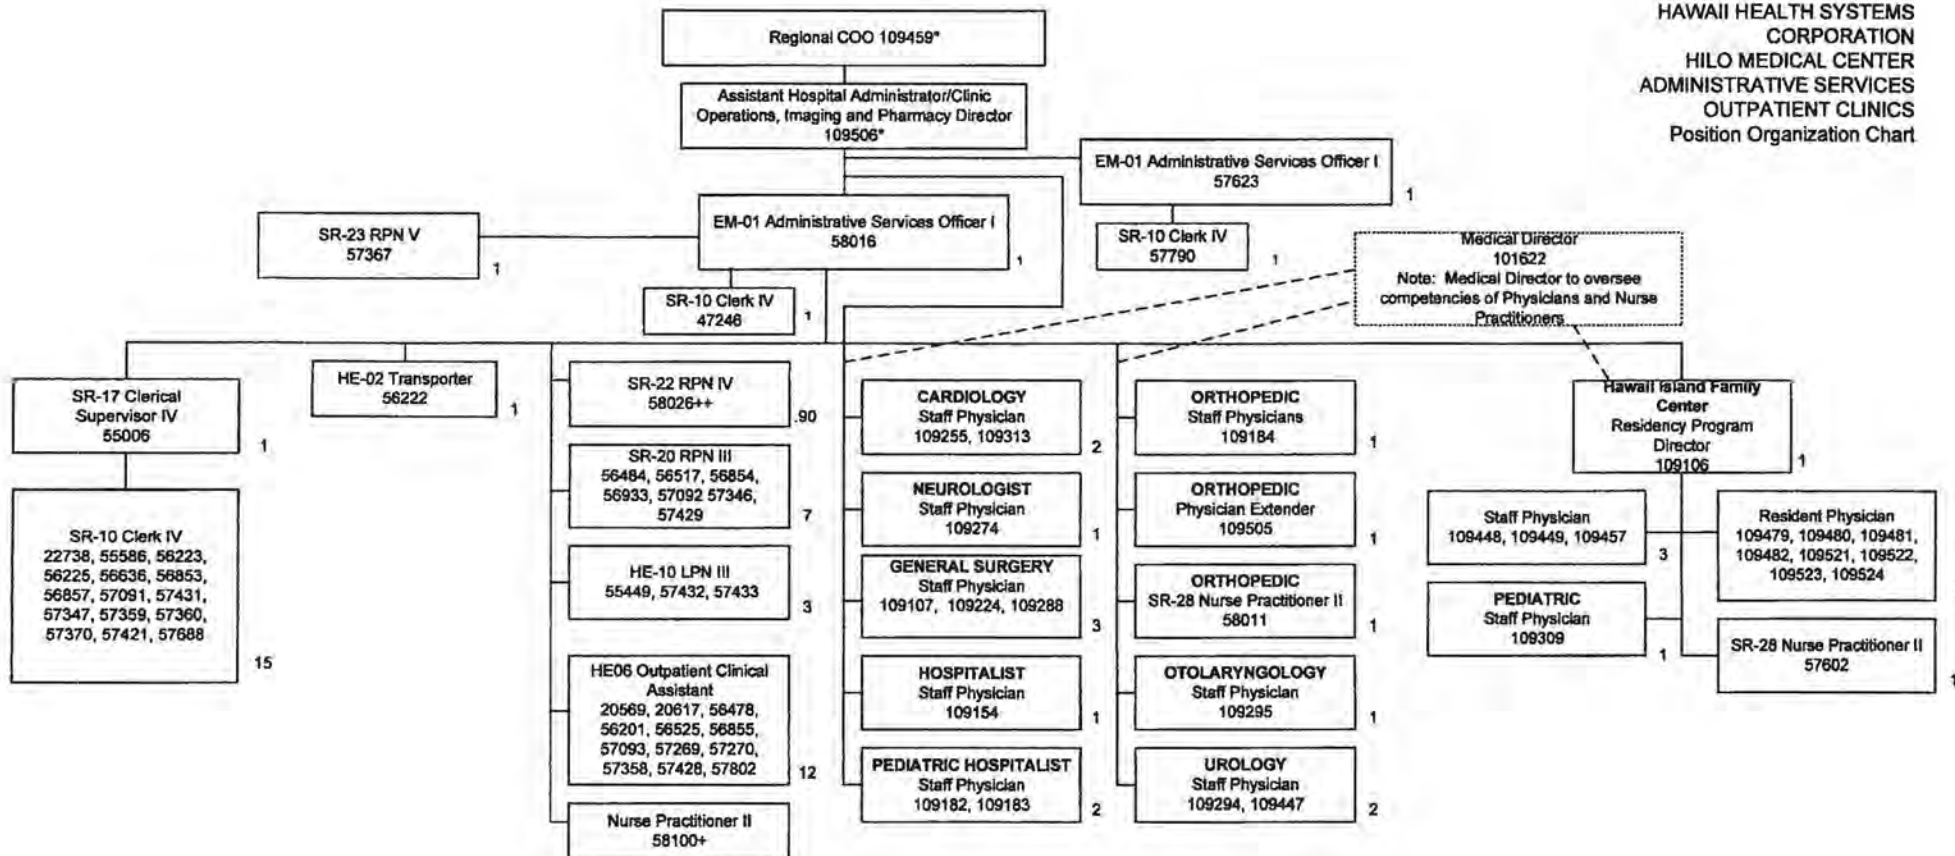 HAWAII HEALTH SYSTEMS
CORPORATION
HILO MEDICAL CENTER
ADMINISTRATIVE SERVICES
OUTPATIENT CLINICS
Position Organization Chart
Regional COO 109459*
Assistant Hospital Administrator/Clinic
Operations, Imaging and Pharmacy Director
109506*
EM-01 Administrative Services Officer I
57623
1
SR-10 Clerk IV
57790
1
EM-01 Administrative Services Officer I
58016
1
SR-23 RPN V
57367
1
SR-10 Clerk IV
47246
1
Medical Director
101622
Note: Medical Director to oversee
competencies of Physicians and Nurse
Practitioners
SR-17 Clerical
Supervisor IV
55006
1
SR-10 Clerk IV
22738, 55586, 56223,
56225, 56636, 56853,
56857, 57091, 57431,
57347, 57359, 57360,
57370, 57421, 57688
15
HE-02 Transporter
56222
1
SR-22 RPN IV
58026++
.90
SR-20 RPN III
56484, 56517, 56854,
56933, 57092 57346,
57429
7
HE-10 LPN III
55449, 57432, 57433
3
HE06 Outpatient Clinical
Assistant
20569, 20617, 56478,
56201, 56525, 56855,
57093, 57269, 57270,
57358, 57428, 57802
12
Nurse Practitioner II
58100+
CARDIOLOGY
Staff Physician
109255, 109313
2
NEUROLOGIST
Staff Physician
109274
1
GENERAL SURGERY
Staff Physician
109107, 109224, 109288
3
HOSPITALIST
Staff Physician
109154
1
PEDIATRIC HOSPITALIST
Staff Physician
109182, 109183
2
ORTHOPEDIC
Staff Physicians
109184
1
ORTHOPEDIC
Physician Extender
109505
1
ORTHOPEDIC
SR-28 Nurse Practitioner II
58011
1
OTOLARYNGOLOGY
Staff Physician
109295
1
UROLOGY
Staff Physician
109294, 109447
2
Hawaii Island Family
Center
Residency Program
Director
109106
1
Staff Physician
109448, 109449, 109457
3
Resident Physician
109479, 109480, 109481,
109482, 109521, 109522,
109523, 109524
PEDIATRIC
Staff Physician
109309
1
SR-28 Nurse Practitioner II
57602
1